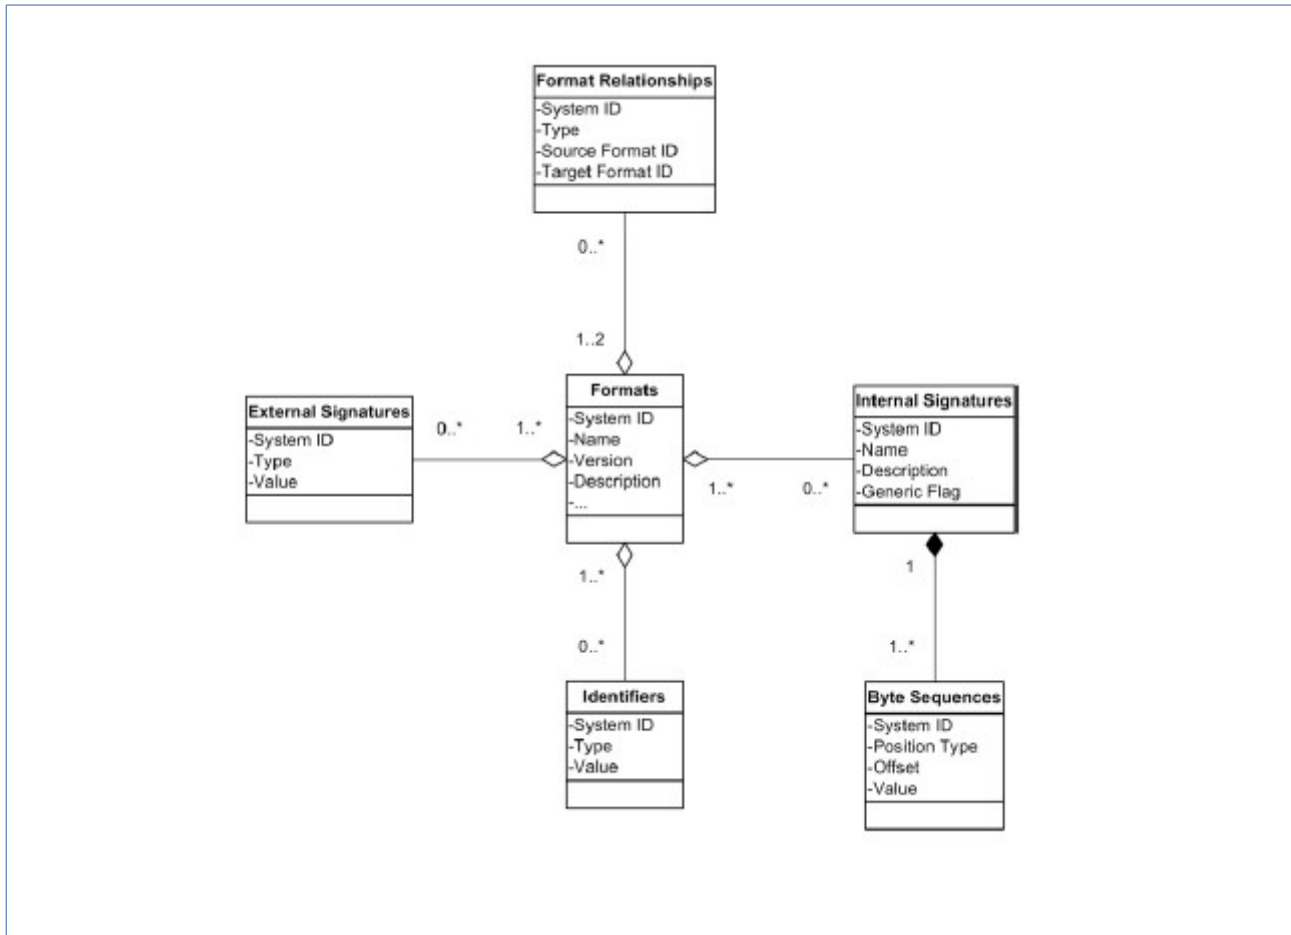 Format Relationships
-System ID
-Type
-Source Format ID
-Target Format ID
0..*
1..2
External Signatures
-System ID
-Type
-Value
0..*
1..*
Formats
-System ID
-Name
-Version
-Description
-...
1..*
0..*
Internal Signatures
-System ID
-Name
-Description
-Generic Flag
1..*
0..*
1
1..*
Identifiers
-System ID
-Type
-Value
Byte Sequences
-System ID
-Position Type
-Offset
-Value